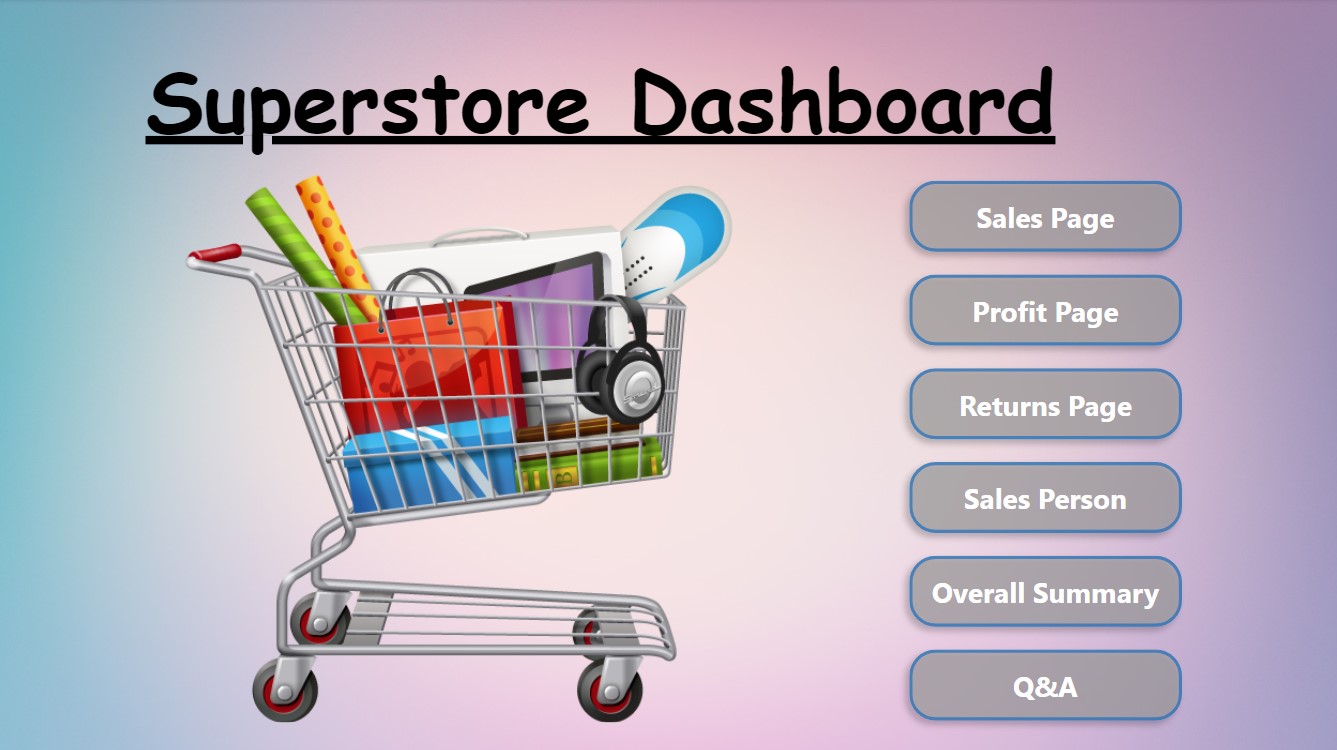 Superstore Dashboard
Sales Page
Profit Page
Returns Page
Sales Person
Overall Summary
Q&A